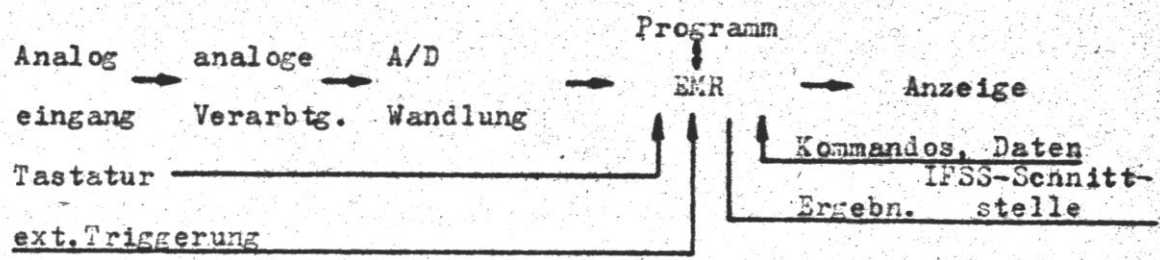 Programm
Analog analoge A/D
EMR Anzeige
eingang Verarbtg. Wandlung
Kommandos, Daten
Tastatur
IFSS-Schnitt-
Ergebn. stelle
ext.Triggerung